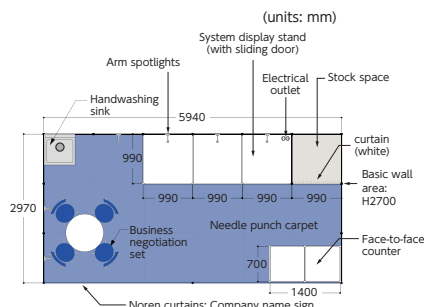 (units: mm)
System display stand
(with sliding door)
Arm spotlights
Electrical
outlet
Stock space
Handwashing
sink
5940
curtain
(white)
990
Basic wall
area:
H2700
2970
990
990
990
990
Business
negotiation
set
Needle punch carpet
Face-to-face
counter
700
1400
Noren curtains: Company name sign